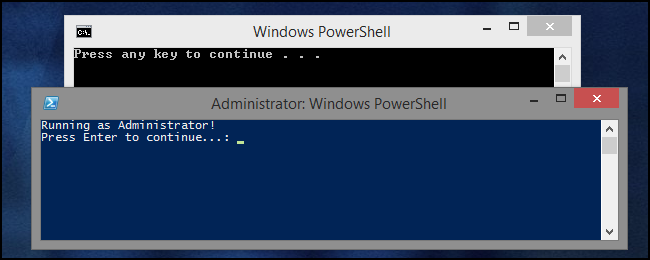 Windows PowerShell
Press any key to continue . . .
Administrator: Windows PowerShell
Running as Administrator!
Press Enter to continue...: